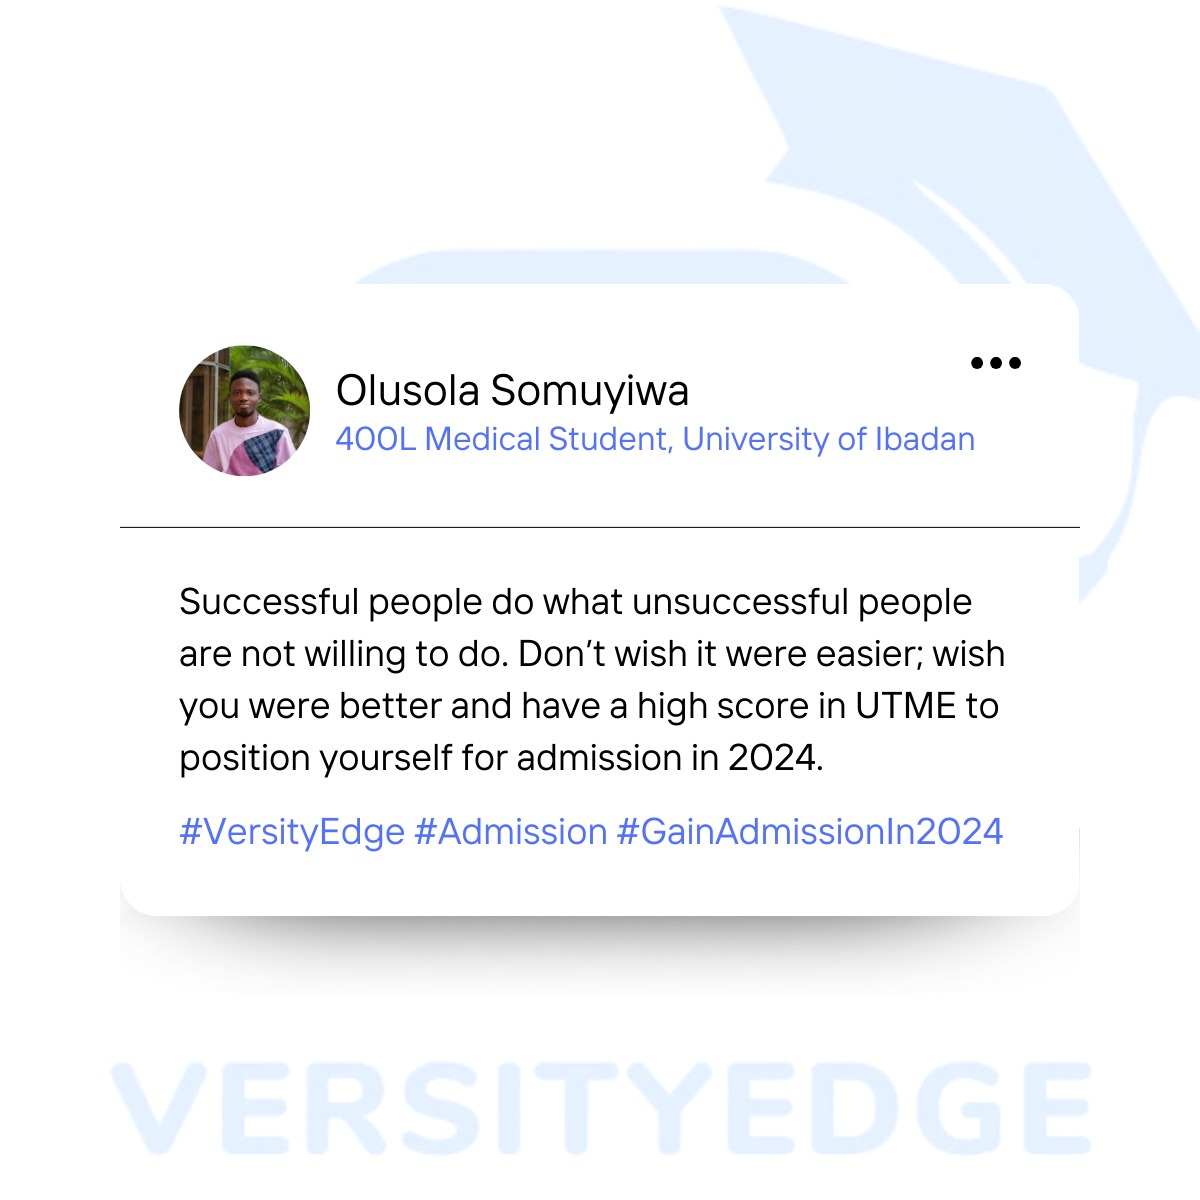 Olusola Somuyiwa
400L Medical Student, University of Ibadan
Successful people do what unsuccessful people
are not willing to do. Don’t wish it were easier; wish
you were better and have a high score in UTME to
position yourself for admission in 2024.
#VersityEdge #Admission #GainAdmissionIn2024
VERSITYEDGE